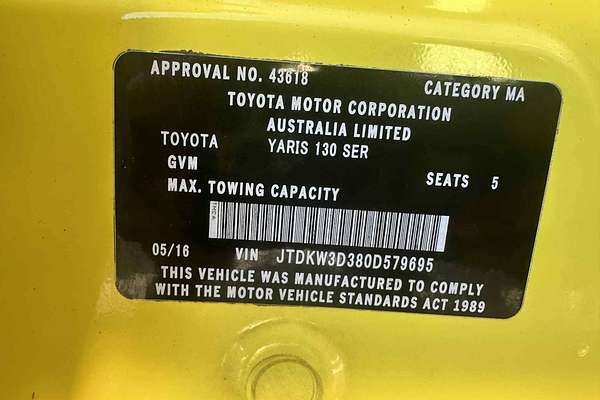 APPROVAL NO. 43618 CATEGORY MA
TOYOTA MOTOR CORPORATION
AUSTRALIA LIMITED
TOYOTA YARIS 130 SER
GVM SEATS 5
MAX. TOWING CAPACITY
05/16 VIN JTDKW3D380D579695
THIS VEHICLE WAS MANUFACTURED TO COMPLY
WITH THE MOTOR VEHICLE STANDARDS ACT 1989